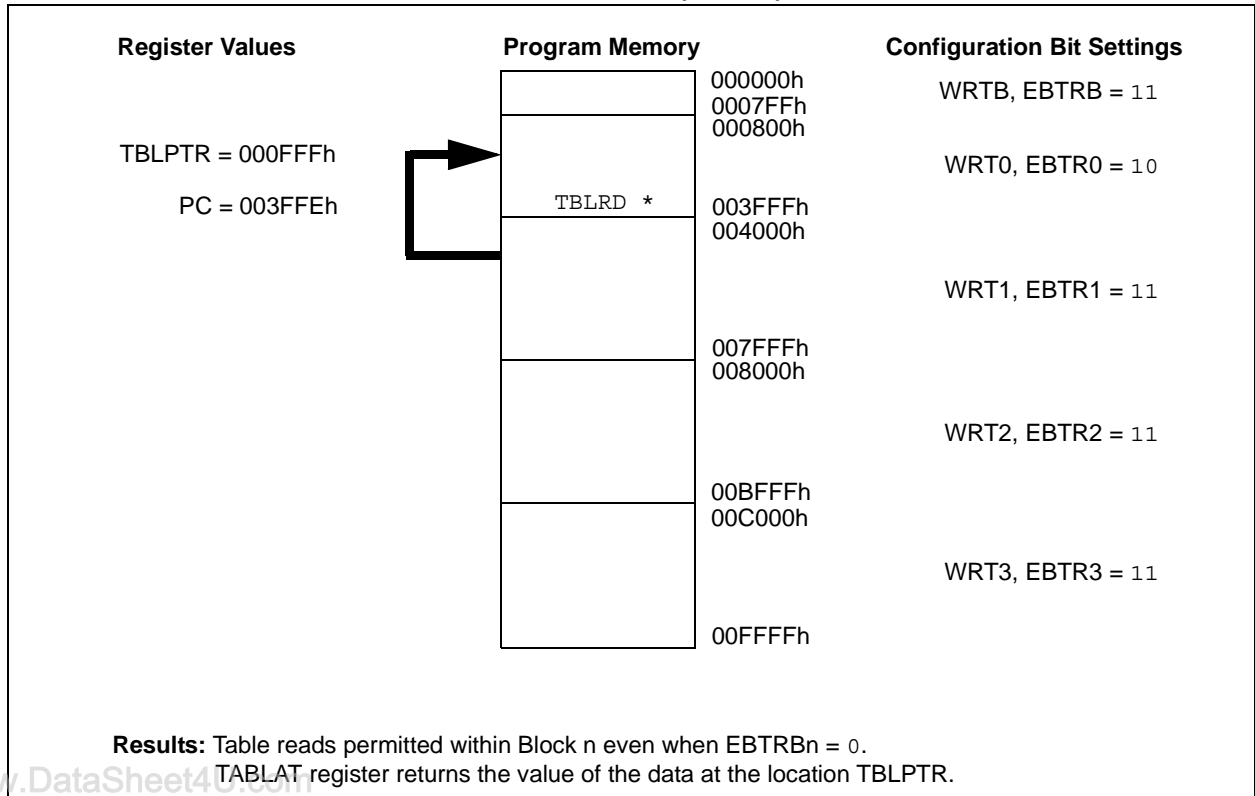 Register Values Program Memory Configuration Bit Settings
000000h
WRTB, EBTRB = 11
0007FFh
000800h
TBLPTR = 000FFFh
WRT0, EBTR0 = 10
PC = 003FFEh
TBLRD *
003FFFh
004000h
WRT1, EBTR1 = 11
007FFFh
008000h
WRT2, EBTR2 = 11
00BFFFh
00C000h
WRT3, EBTR3 = 11
00FFFFh
Results: Table reads permitted within Block n even when EBTRBn = 0.
TABLAT register returns the value of the data at the location TBLPTR.
.DataSheet4U.com